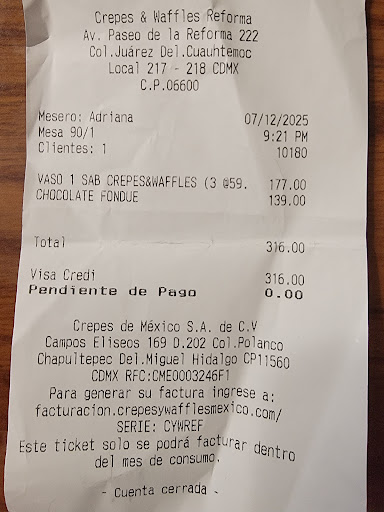 Crepes & Waffles Reforma
Av. Paseo de la Reforma 222
Col.Juárez Del.Cuauhtemoc
Local 217 - 218 CDMX
C.P.06600
Mesero: Adriana 07/12/2025
Mesa 90/1 9:21 PM
Clientes: 1 10180
VASO 1 SAB CREPES&WAFFLES (3 @59. 177.00
CHOCOLATE FONDUE 139.00
Total 316.00
Visa Credi 316.00
Pendiente de Pago 0.00
Crepes de México S.A. de C.V
Campos Eliseos 169 D.202 Col.Polanco
Chapultepec Del.Miguel Hidalgo CP11560
CDMX RFC:CME0003246F1
Para generar su factura ingrese a:
facturacion.crepesywafflesmexico.com/
SERIE: CYWREF
Este ticket solo se podrá facturar dentro
del mes de consumo.
- Cuenta cerrada -